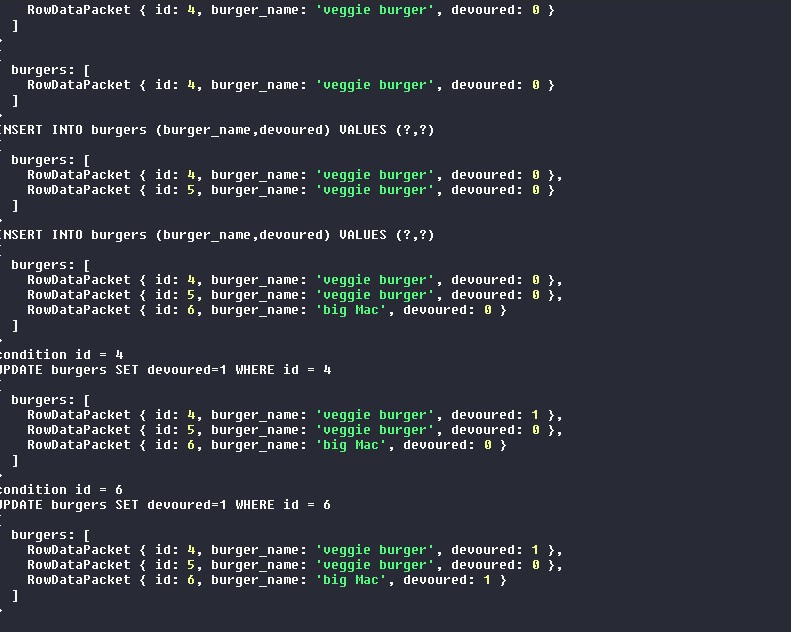 RowDataPacket { id: 4, burger_name: 'veggie burger', devoured: 0 }
]
burgers: [
RowDataPacket { id: 4, burger_name: 'veggie burger', devoured: 0 }
]
INSERT INTO burgers (burger_name,devoured) VALUES (?,?)
burgers: [
RowDataPacket { id: 4, burger_name: 'veggie burger', devoured: 0 },
RowDataPacket { id: 5, burger_name: 'veggie burger', devoured: 0 }
]
INSERT INTO burgers (burger_name,devoured) VALUES (?,?)
burgers: [
RowDataPacket { id: 4, burger_name: 'veggie burger', devoured: 0 },
RowDataPacket { id: 5, burger_name: 'veggie burger', devoured: 0 },
RowDataPacket { id: 6, burger_name: 'big Mac', devoured: 0 }
]
condition id = 4
UPDATE burgers SET devoured=1 WHERE id = 4
burgers: [
RowDataPacket { id: 4, burger_name: 'veggie burger', devoured: 1 },
RowDataPacket { id: 5, burger_name: 'veggie burger', devoured: 0 },
RowDataPacket { id: 6, burger_name: 'big Mac', devoured: 0 }
]
condition id = 6
UPDATE burgers SET devoured=1 WHERE id = 6
burgers: [
RowDataPacket { id: 4, burger_name: 'veggie burger', devoured: 1 },
RowDataPacket { id: 5, burger_name: 'veggie burger', devoured: 0 },
RowDataPacket { id: 6, burger_name: 'big Mac', devoured: 1 }
]